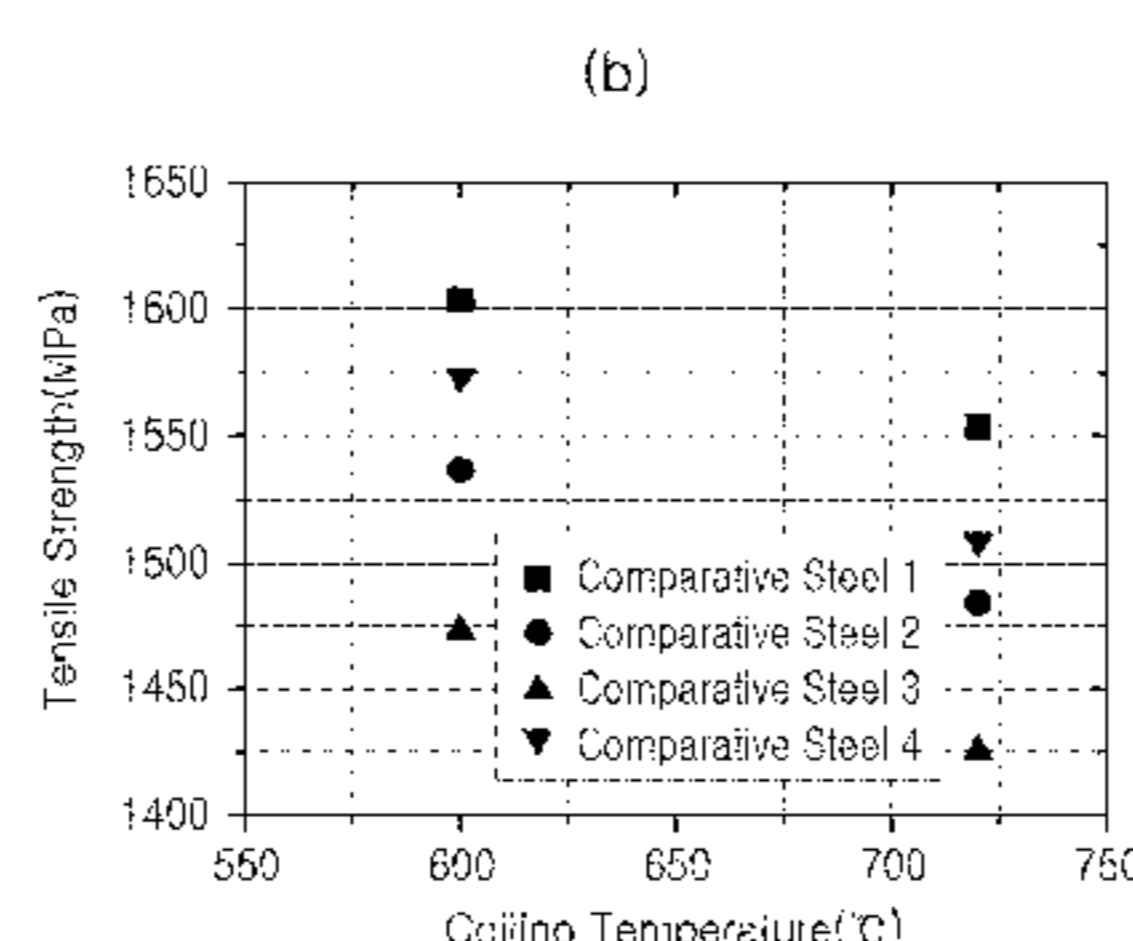 (b)
1650
1600
1550
1500
1450
1400
Tensile Strength(MPa)
Comparative Steel 1
Comparative Steel 2
Comparative Steel 3
Comparative Steel 4
550 600 650 700 750
Coiling Temperature(℃)